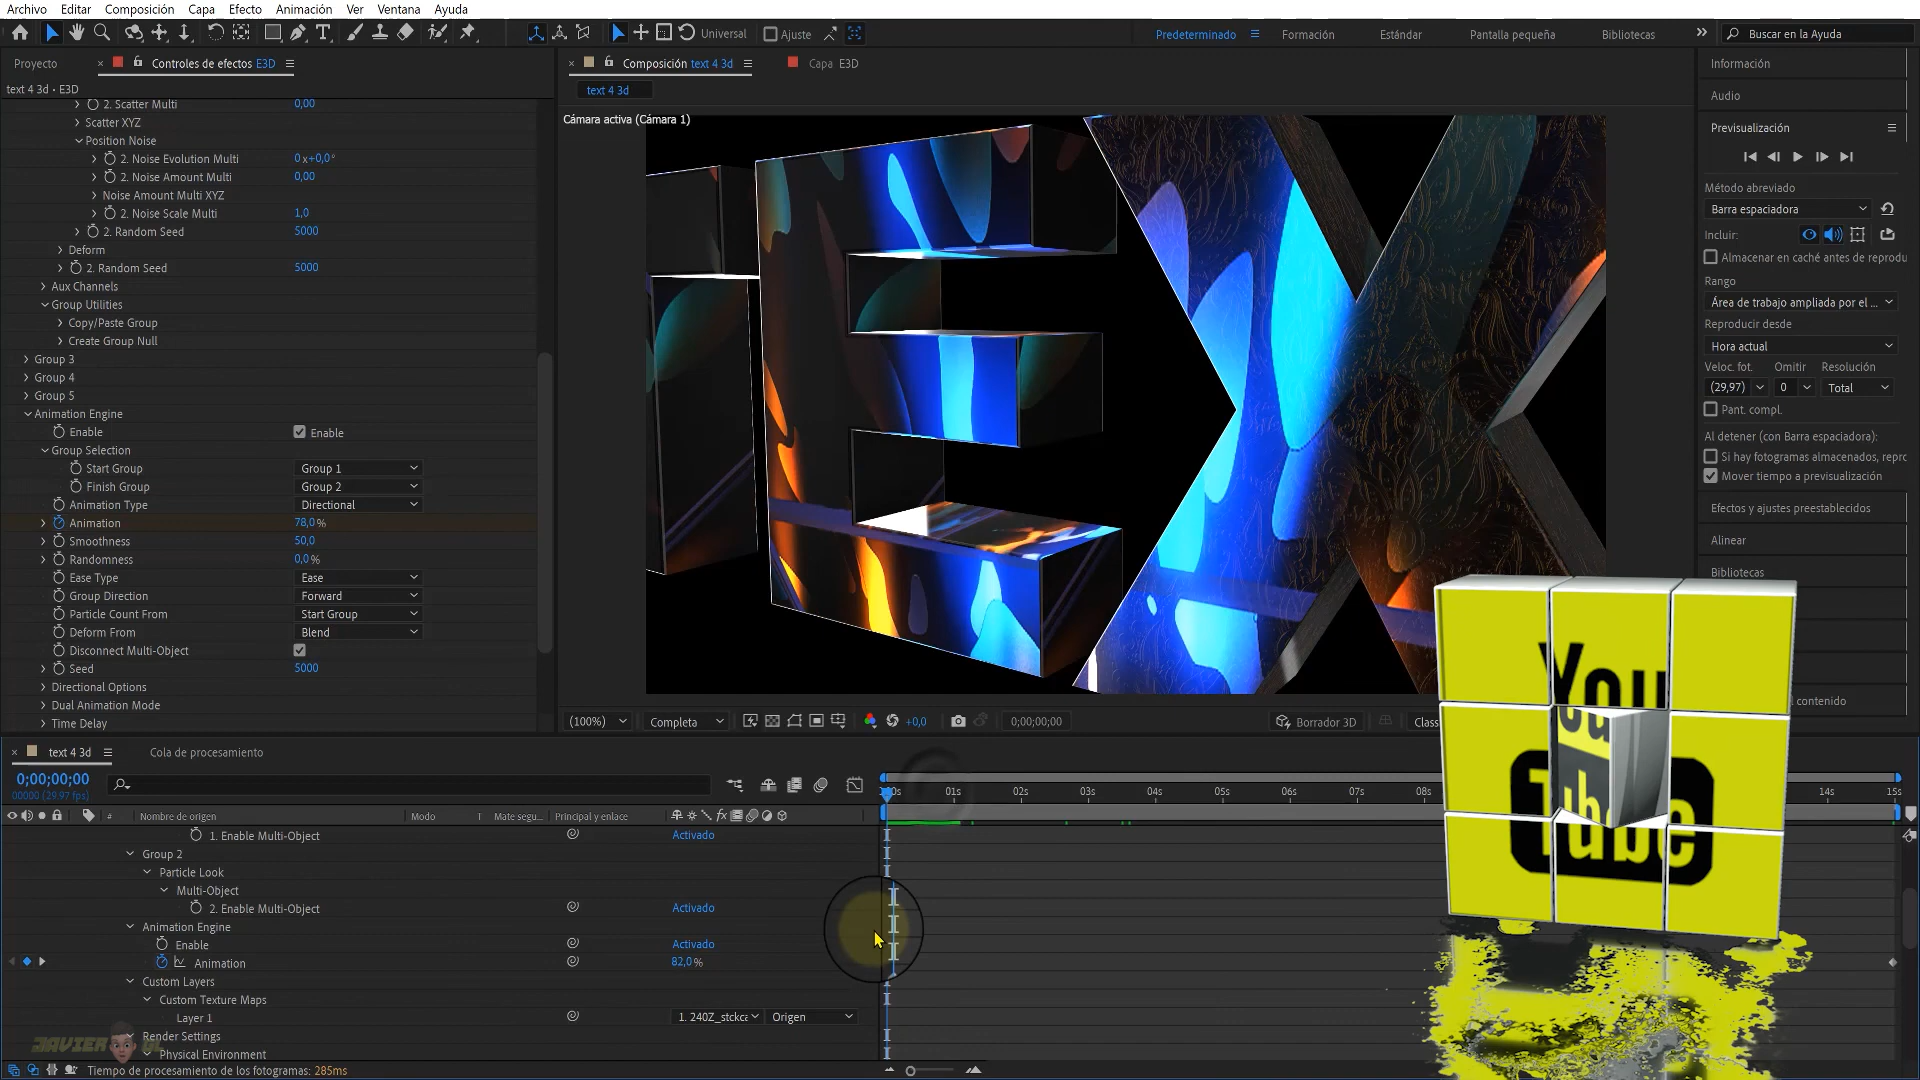 Archivo Editar Composición Capa Efecto Animación Ver Ventana Ayuda
Universal Ajuste Predeterminado Formación Estándar Pantalla pequeña Bibliotecas Buscar en la Ayuda
Proyecto Controles de efectos E3D
text 4 3d • E3D
2. Scatter Multi 0,00
Scatter XYZ
Position Noise
2. Noise Evolution Multi 0 x+0,0°
2. Noise Amount Multi 0,00
Noise Amount Multi XYZ
2. Noise Scale Multi 1,0
2. Random Seed 5000
Deform
2. Random Seed 5000
Aux Channels
Group Utilities
Copy/Paste Group
Create Group Null
Group 3
Group 4
Group 5
Animation Engine
Enable Enable
Group Selection
Start Group Group 1
Finish Group Group 2
Animation Type Directional
Animation 78,0 %
Smoothness 50,0
Randomness 0,0 %
Ease Type Ease
Group Direction Forward
Particle Count From Start Group
Deform From Blend
Disconnect Multi-Object
Seed 5000
Directional Options
Dual Animation Mode
Time Delay
Composición text 4 3d Capa E3D
text 4 3d
Cámara activa (Cámara 1)
EX
(100%) Completa +0,0 0;00;00;00 Borrador 3D Class
Información
Audio
Previsualización
Método abreviado
Barra espaciadora
Incluir:
Almacenar en caché antes de reprodu
Rango
Área de trabajo ampliada por el ...
Reproducir desde
Hora actual
Veloc. fot. Omitir Resolución
(29,97) 0 Total
Pant. compl.
Al detener (con Barra espaciadora):
Si hay fotogramas almacenados, repro
Mover tiempo a previsualización
Efectos y ajustes preestablecidos
Alinear
Bibliotecas
l contenido
You
Tube
text 4 3d Cola de procesamiento
0;00;00;00
00000 (29.97 fps)
01s 02s 03s 04s 05s 06s 07s 08s 14s 15s
# Nombre de origen Modo T Mate segu... Principal y enlace
1. Enable Multi-Object Activado
Group 2
Particle Look
Multi-Object
2. Enable Multi-Object Activado
Animation Engine
Enable Activado
Animation 82,0 %
Custom Layers
Custom Texture Maps
Layer 1 1. 240Z_stckca Origen
Render Settings
Physical Environment
JAVIER GL
Tiempo de procesamiento de los fotogramas: 285ms